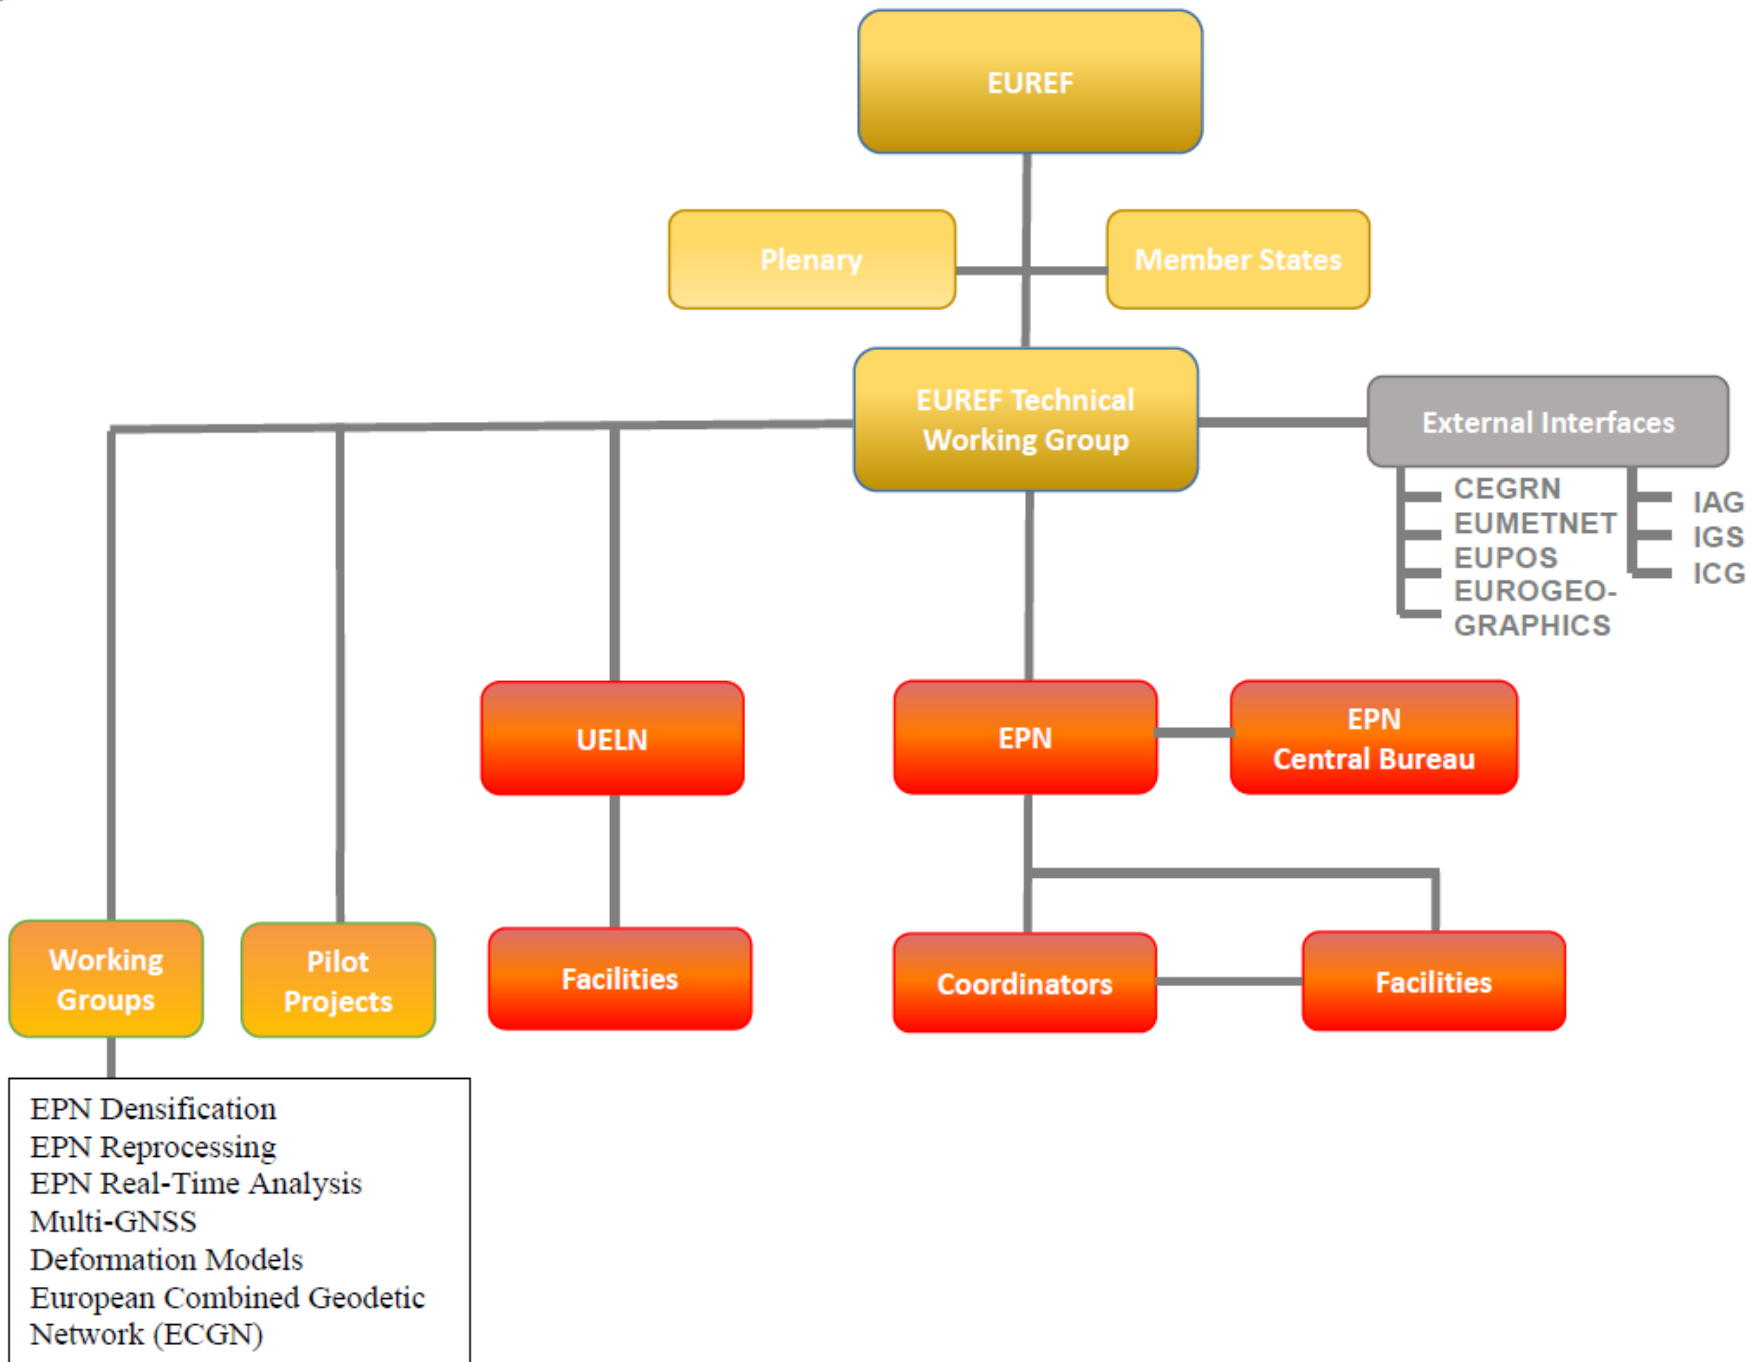 EUREF
Plenary
Member States
EUREF Technical
Working Group
External Interfaces
CEGRN
EUMETNET
EUPOS
EUROGEO-
GRAPHICS
IAG
IGS
ICG
UELN
EPN
EPN
Central Bureau
Working
Groups
Pilot
Projects
Facilities
Coordinators
Facilities
EPN Densification
EPN Reprocessing
EPN Real-Time Analysis
Multi-GNSS
Deformation Models
European Combined Geodetic
Network (ECGN)